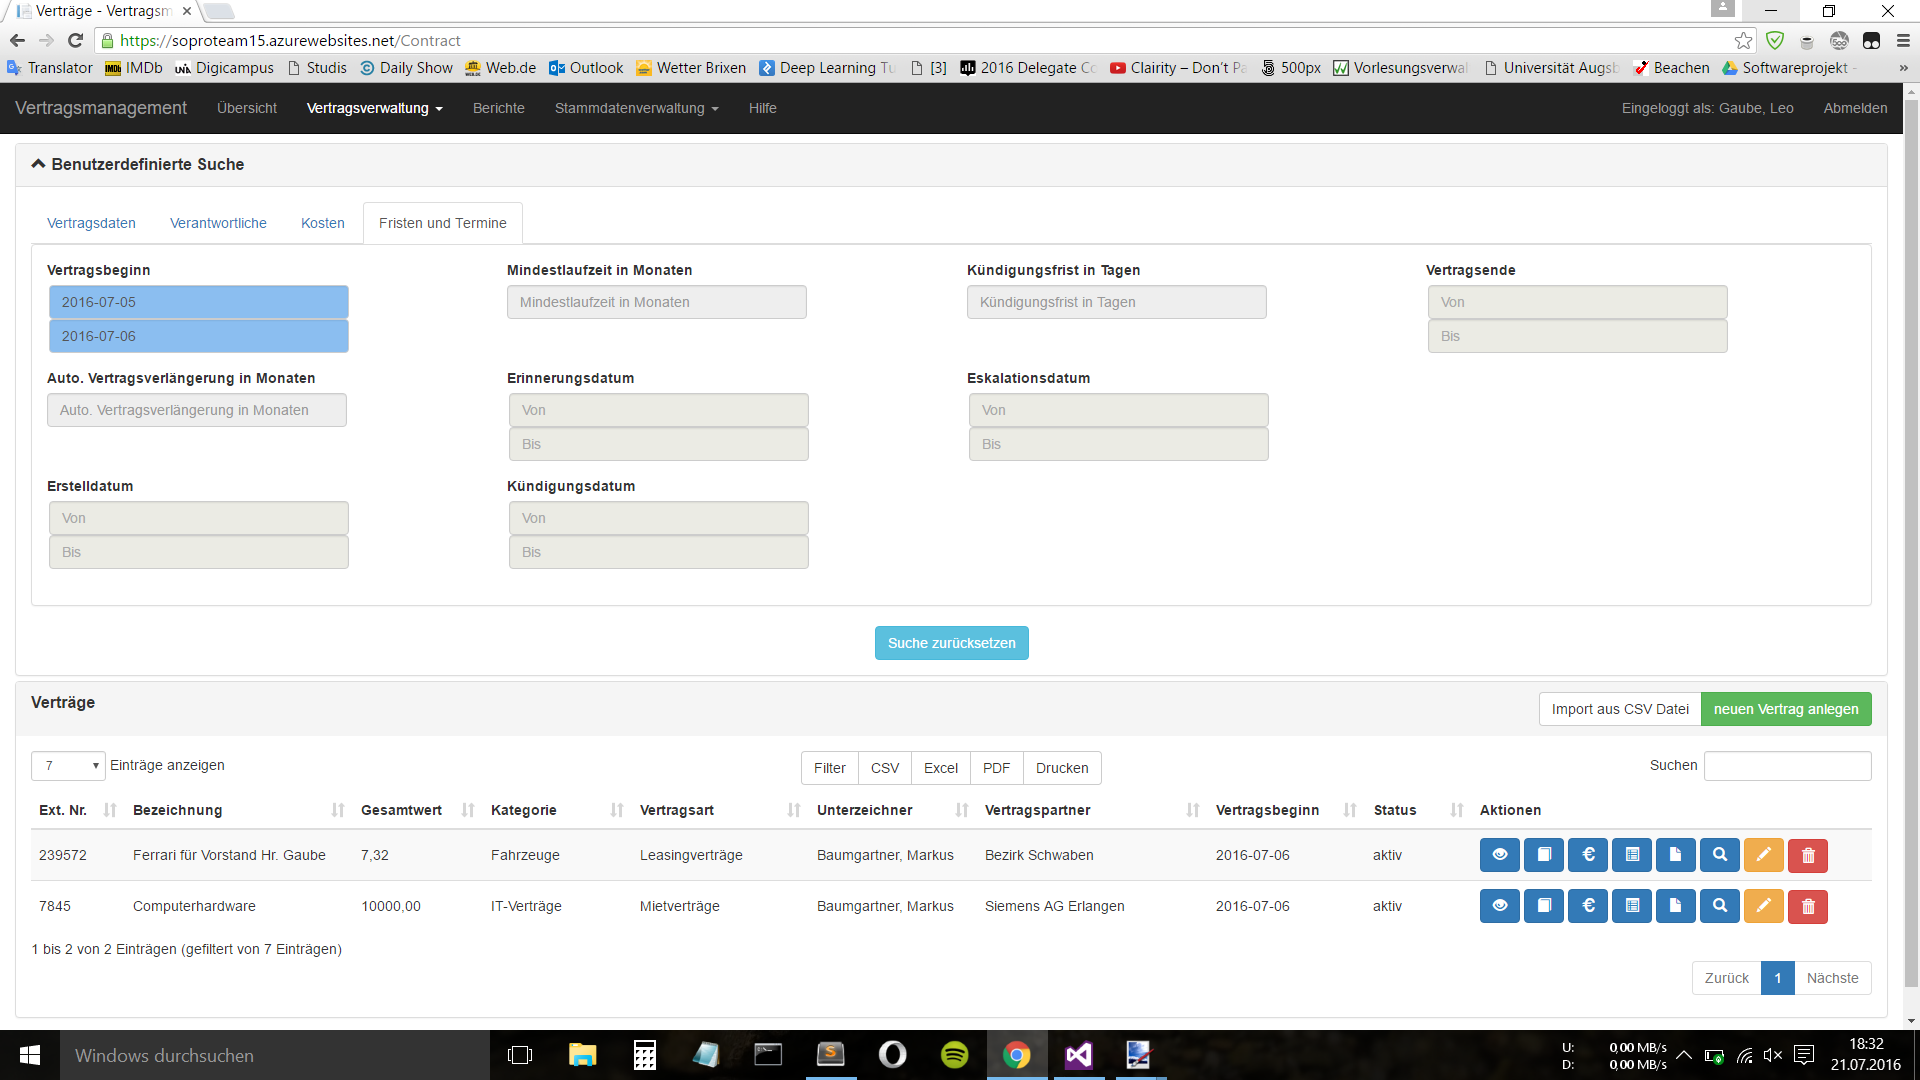 Verträge - Vertragsm
https://soproteam15.azurewebsites.net/Contract
Translator IMDb Digicampus Studis Daily Show Web.de Outlook Wetter Brixen Deep Learning Tu [3] 2016 Delegate Co Clairity – Don't Pa 500px Vorlesungsverwal Universität Augsb Beachen Softwareprojekt - »
Vertragsmanagement Übersicht Vertragsverwaltung Berichte Stammdatenverwaltung Hilfe Eingeloggt als: Gaube, Leo Abmelden
Benutzerdefinierte Suche
Vertragsdaten Verantwortliche Kosten Fristen und Termine
Vertragsbeginn Mindestlaufzeit in Monaten Kündigungsfrist in Tagen Vertragsende
2016-07-05 Mindestlaufzeit in Monaten Kündigungsfrist in Tagen Von
2016-07-06 Bis
Auto. Vertragsverlängerung in Monaten Erinnerungsdatum Eskalationsdatum
Auto. Vertragsverlängerung in Monaten Von Von
Bis Bis
Erstelldatum Kündigungsdatum
Von Von
Bis Bis
Suche zurücksetzen
Verträge Import aus CSV Datei neuen Vertrag anlegen
7 Einträge anzeigen Filter CSV Excel PDF Drucken Suchen
Ext. Nr. Bezeichnung Gesamtwert Kategorie Vertragsart Unterzeichner Vertragspartner Vertragsbeginn Status Aktionen
239572 Ferrari für Vorstand Hr. Gaube 7,32 Fahrzeuge Leasingverträge Baumgartner, Markus Bezirk Schwaben 2016-07-06 aktiv €
7845 Computerhardware 10000,00 IT-Verträge Mietverträge Baumgartner, Markus Siemens AG Erlangen 2016-07-06 aktiv €
1 bis 2 von 2 Einträgen (gefiltert von 7 Einträgen)
Zurück 1 Nächste
Windows durchsuchen
U: 0,00 MB/s
D: 0,00 MB/s
18:32
21.07.2016